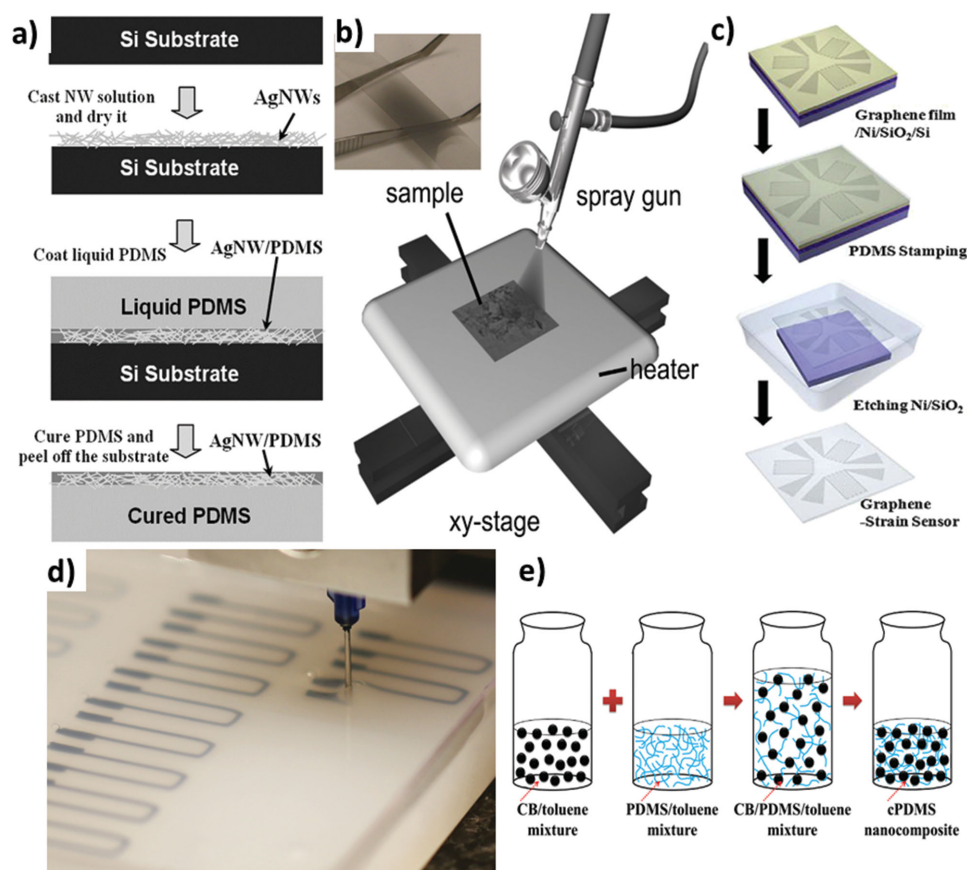 a)
Si Substrate
Cast NW solution
and dry it
AgNWs
Si Substrate
Coat liquid PDMS
AgNW/PDMS
Liquid PDMS
Si Substrate
Cure PDMS and
peel off the substrate
AgNW/PDMS
Cured PDMS
b)
sample
spray gun
heater
xy-stage
c)
Graphene film
/Ni/SiO2/Si
PDMS Stamping
Etching Ni/SiO2
Graphene
-Strain Sensor
d)
e)
CB/toluene
mixture
PDMS/toluene
mixture
CB/PDMS/toluene
mixture
cPDMS
nanocomposite